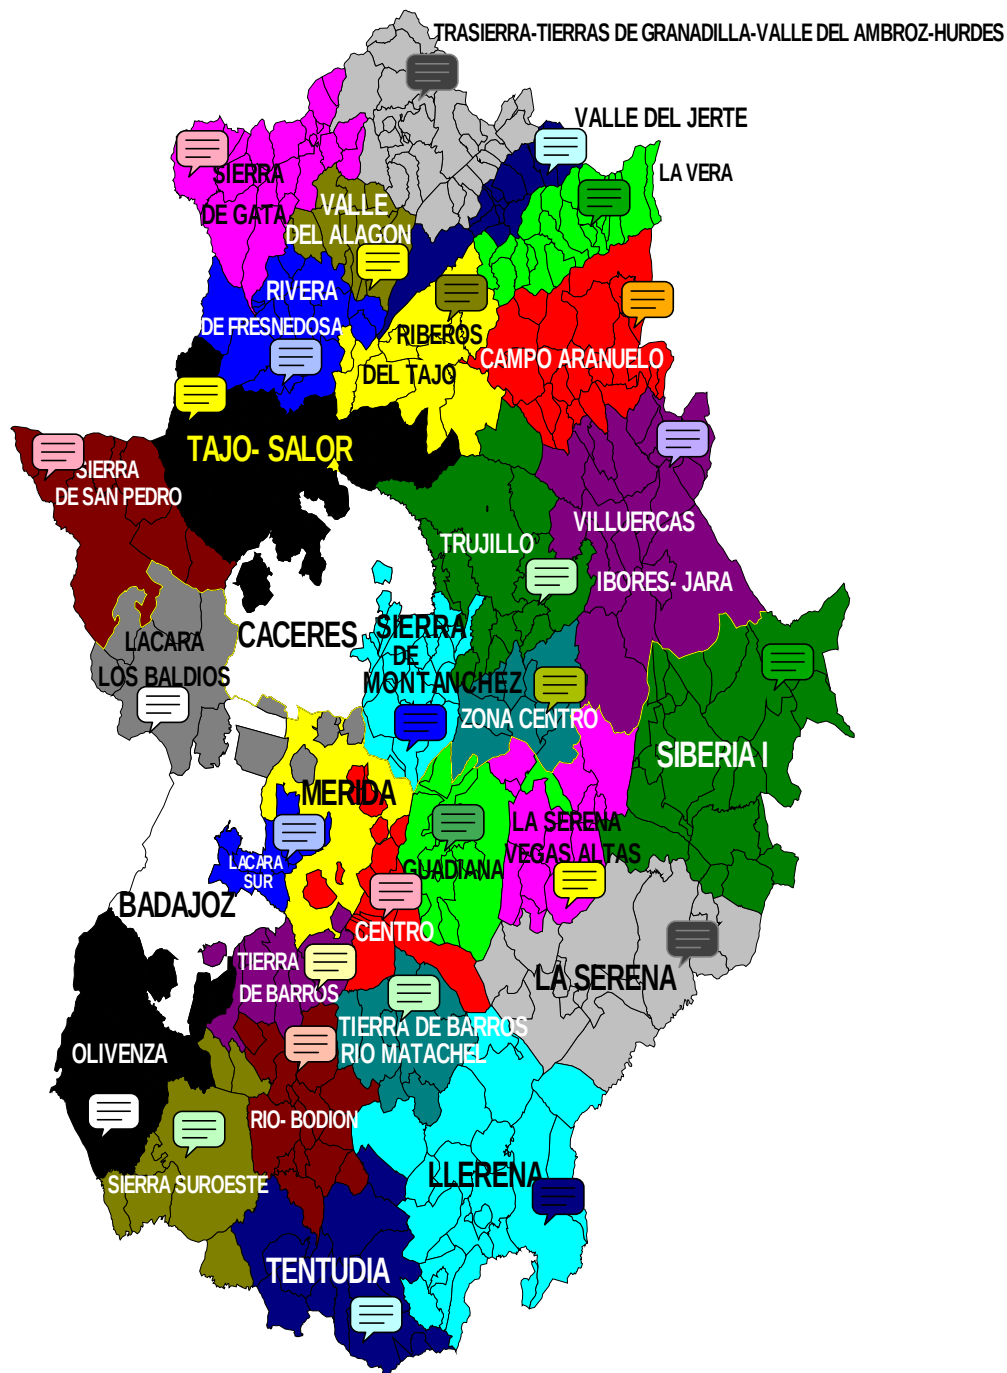 TRASIERRA-TIERRAS DE GRANADILLA-VALLE DEL AMBROZ-HURDES
VALLE DEL JERTE
LA VERA
SIERRA
DE GATA
VALLE
DEL ALAGON
RIVERA
DE FRESNEDOSA
RIBEROS
DEL TAJO
CAMPO ARANUELO
TAJO- SALOR
SIERRA
DE SAN PEDRO
TRUJILLO
VILLUERCAS
IBORES- JARA
CACERES
SIERRA
DE
MONTANCHEZ
LACARA
LOS BALDIOS
ZONA CENTRO
SIBERIA I
MERIDA
LA SERENA
VEGAS ALTAS
GUADIANA
LACARA
SUR
BADAJOZ
CENTRO
TIERRA
DE BARROS
LA SERENA
TIERRA DE BARROS
RIO MATACHEL
OLIVENZA
RIO- BODION
LLERENA
SIERRA SUROESTE
TENTUDIA